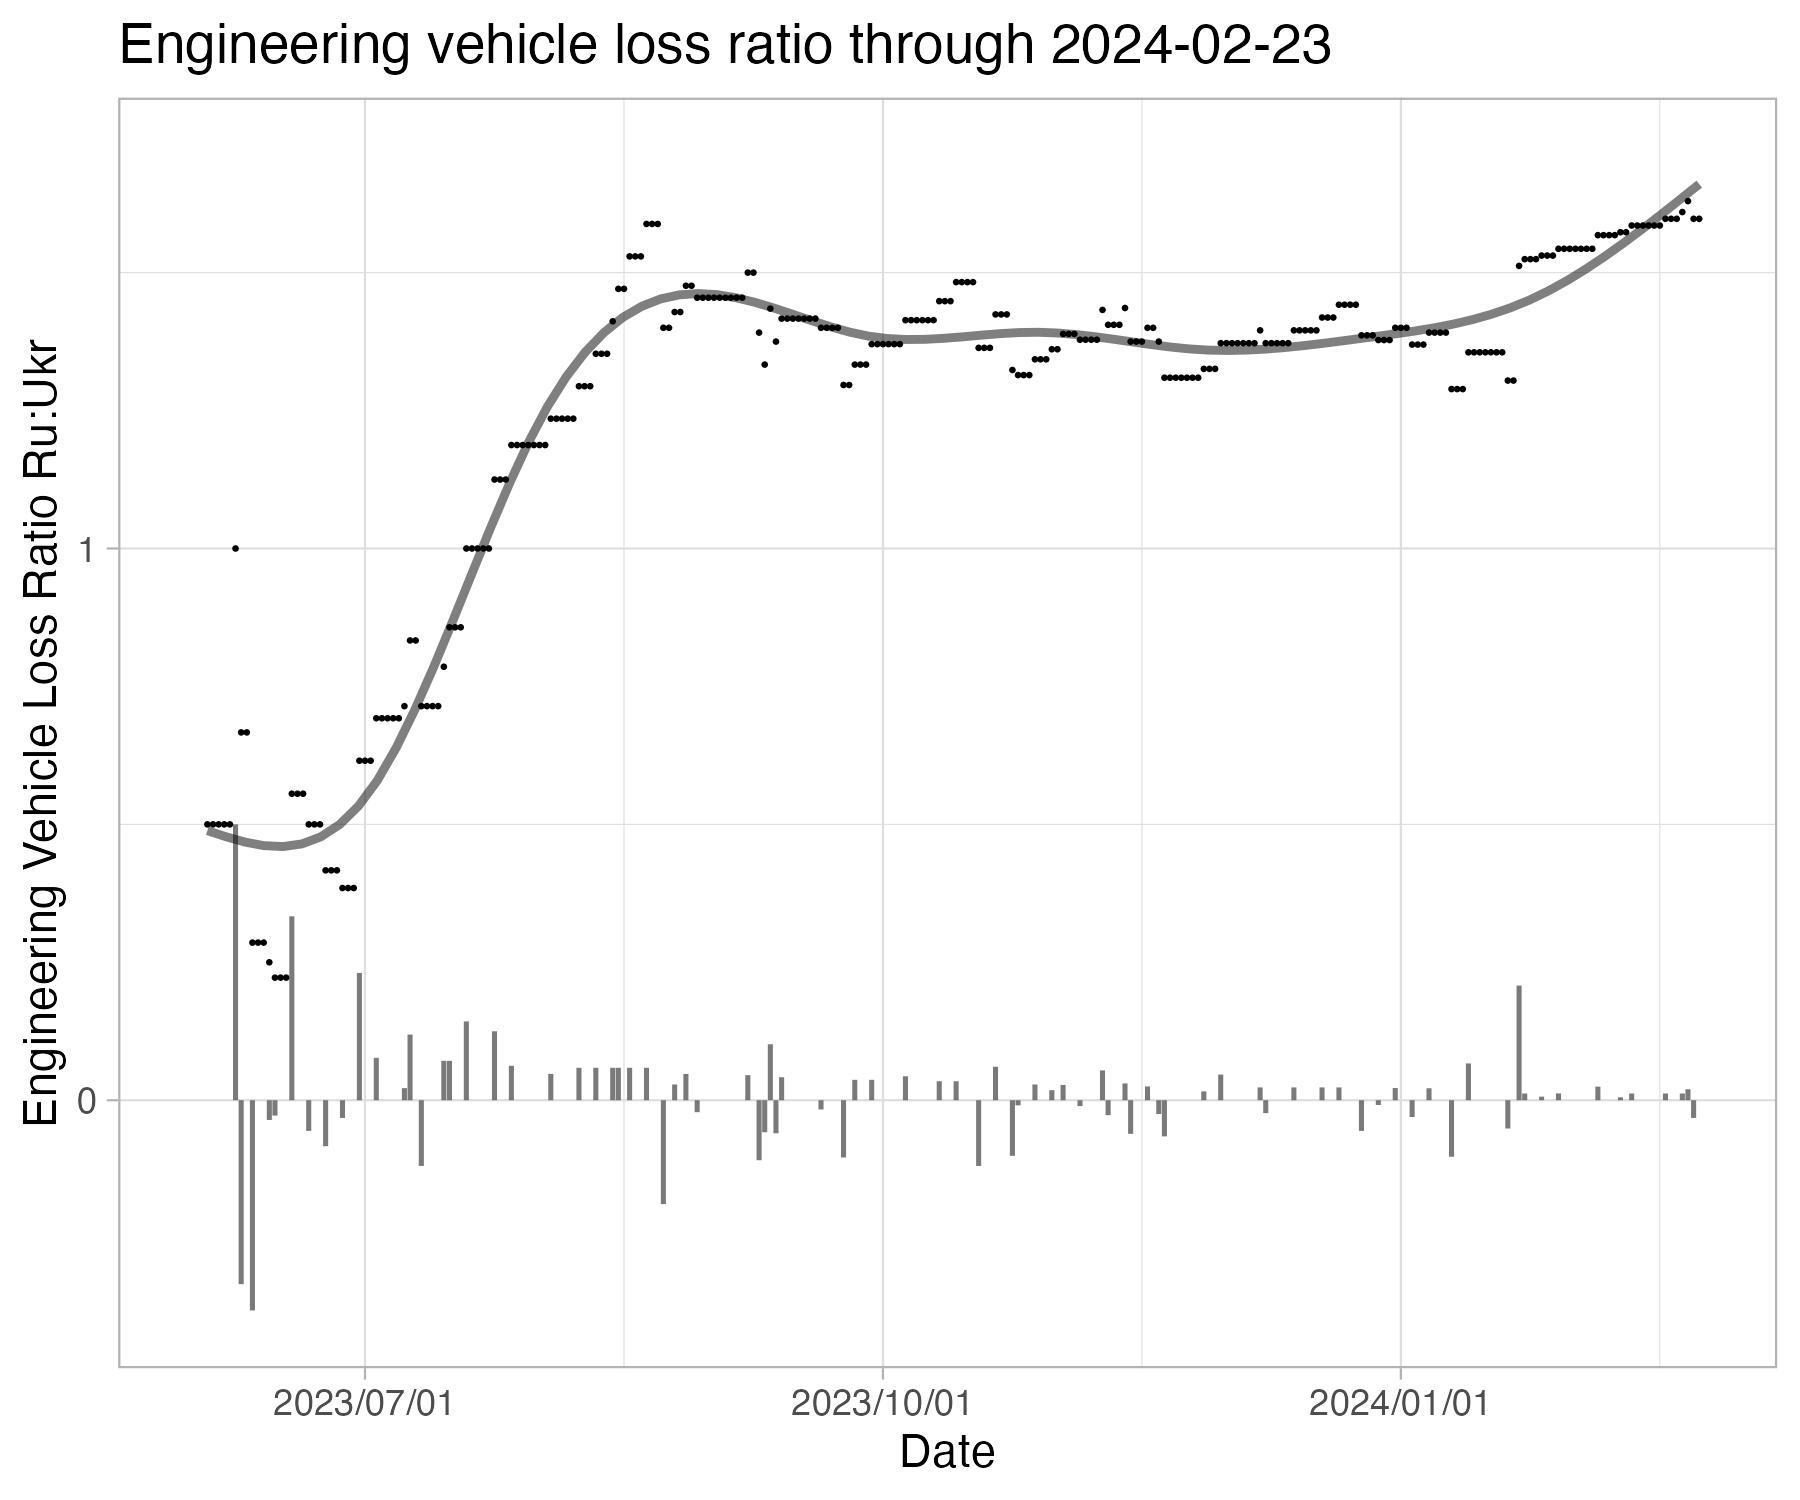 Engineering vehicle loss ratio through 2024-02-23
Engineering Vehicle Loss Ratio Ru:Ukr
1
0
2023/07/01
2023/10/01
2024/01/01
Date